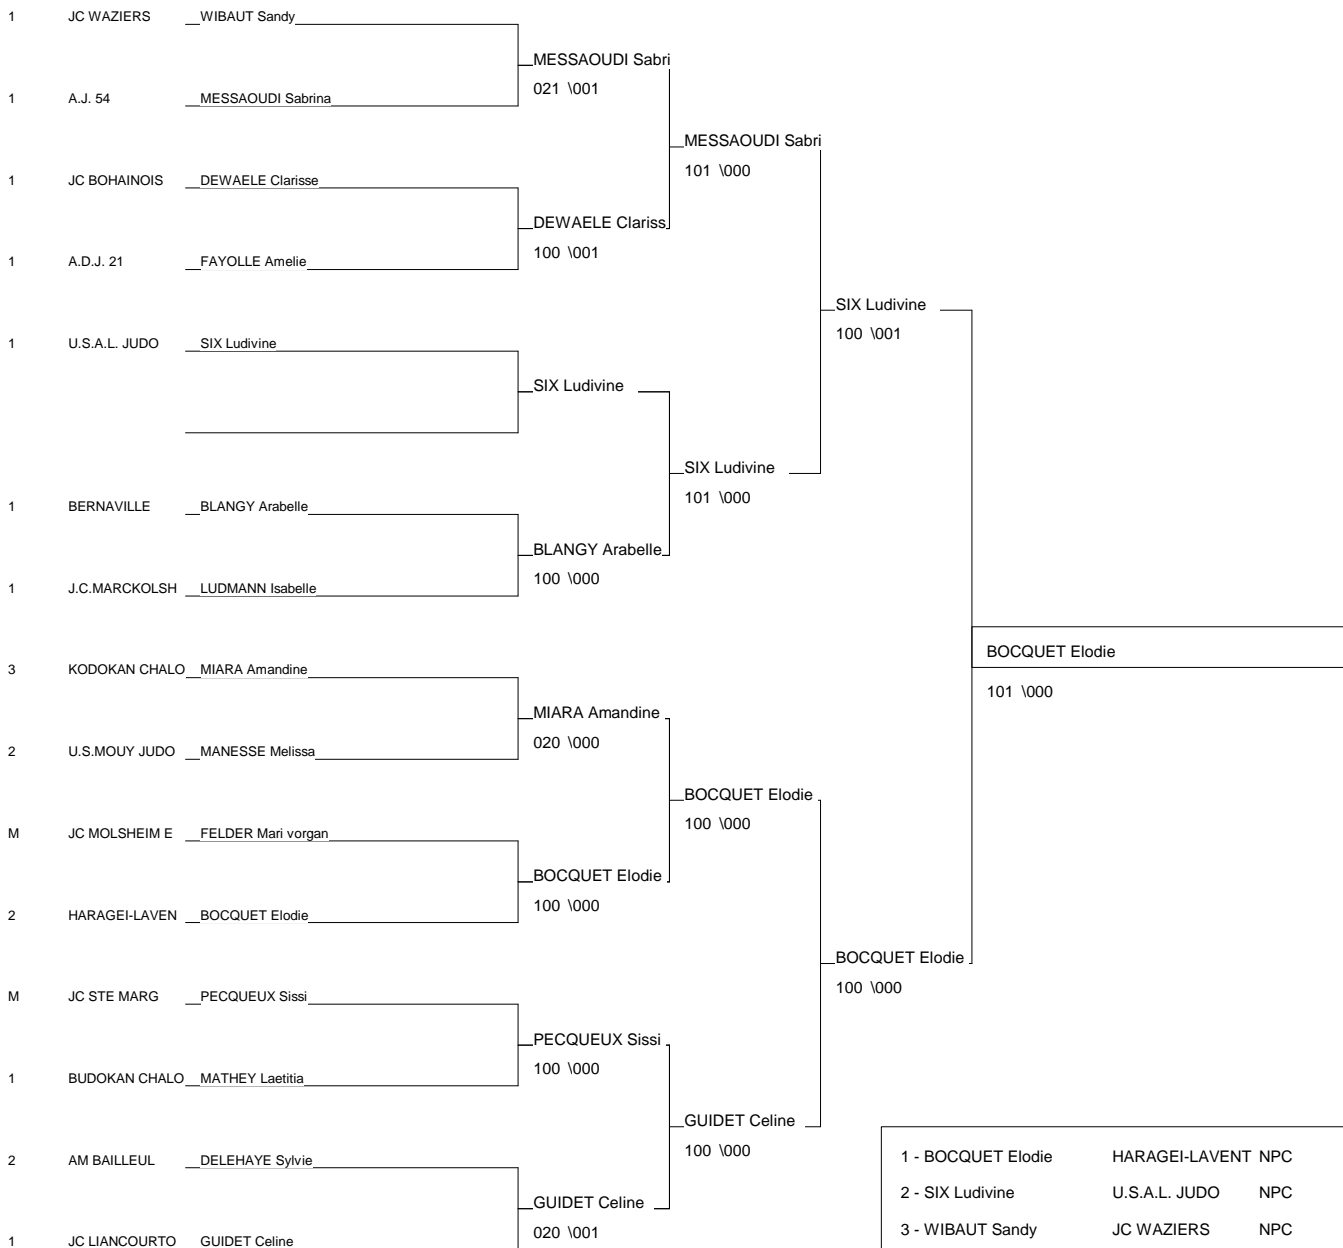 1 JC WAZIERS WIBAUT Sandy
MESSAOUDI Sabri
021 \001
1 A.J. 54 MESSAOUDI Sabrina
MESSAOUDI Sabri
101 \000
1 JC BOHAINOIS DEWAELE Clarisse
DEWAELE Clariss
100 \001
1 A.D.J. 21 FAYOLLE Amelie
SIX Ludivine
100 \001
1 U.S.A.L. JUDO SIX Ludivine
SIX Ludivine
SIX Ludivine
101 \000
1 BERNAVILLE BLANGY Arabelle
BLANGY Arabelle
100 \000
1 J.C.MARCKOLSH LUDMANN Isabelle
BOCQUET Elodie
101 \000
3 KODOKAN CHALO MIARA Amandine
MIARA Amandine
020 \000
2 U.S.MOUY JUDO MANESSE Melissa
BOCQUET Elodie
100 \000
M JC MOLSHEIM E FELDER Mari vorgan
BOCQUET Elodie
100 \000
2 HARAGEI-LAVEN BOCQUET Elodie
BOCQUET Elodie
100 \000
M JC STE MARG PECQUEUX Sissi
PECQUEUX Sissi
100 \000
1 BUDOKAN CHALO MATHEY Laetitia
GUIDET Celine
100 \000
2 AM BAILLEUL DELEHAYE Sylvie
GUIDET Celine
020 \001
1 JC LIANCOURTO GUIDET Celine
1 - BOCQUET Elodie HARAGEI-LAVENT NPC
2 - SIX Ludivine U.S.A.L. JUDO NPC
3 - WIBAUT Sandy JC WAZIERS NPC